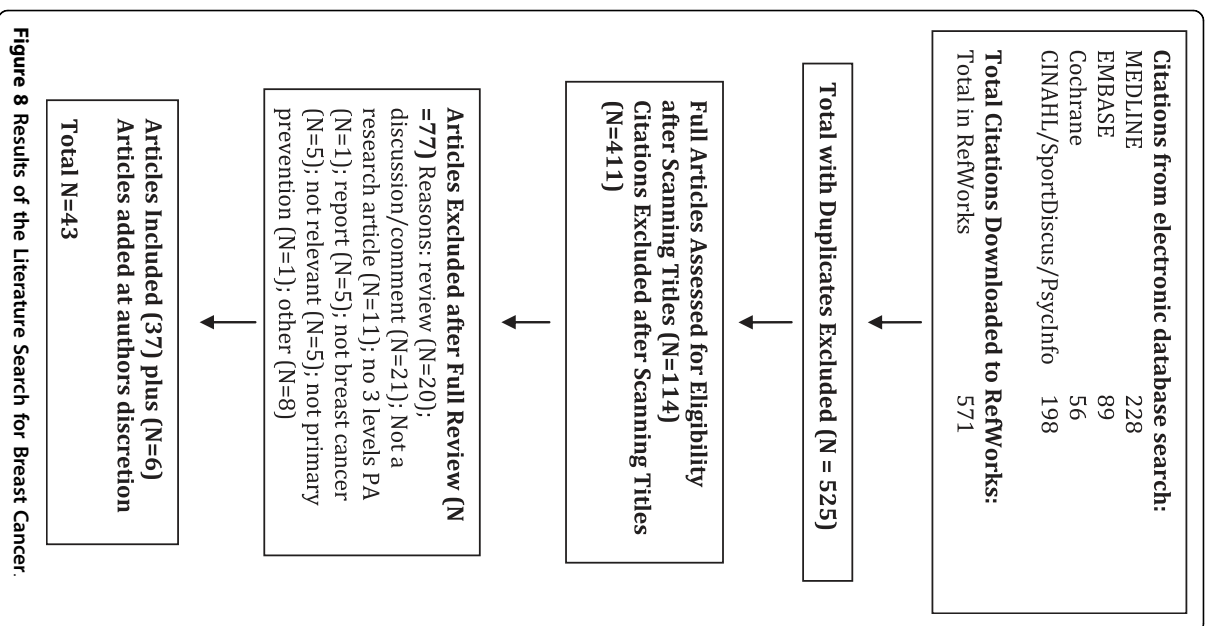 Citations from electronic database search:
MEDLINE 228
EMBASE 89
Cochrane 56
CINAHL/SportDiscus/PsycInfo 198
Total Citations Downloaded to RefWorks:
Total in RefWorks 571
Total with Duplicates Excluded (N = 525)
Full Articles Assessed for Eligibility
after Scanning Titles (N=114)
Citations Excluded after Scanning Titles
(N=411)
Articles Excluded after Full Review (N
=77) Reasons: review (N=20);
discussion/comment (N=21); Not a
research article (N=11); no 3 levels PA
(N=1); report (N=5); not breast cancer
(N=5); not relevant (N=5); not primary
prevention (N=1); other (N=8)
Articles Included (37) plus (N=6)
Articles added at authors discretion
Total N=43
Figure 8 Results of the Literature Search for Breast Cancer.